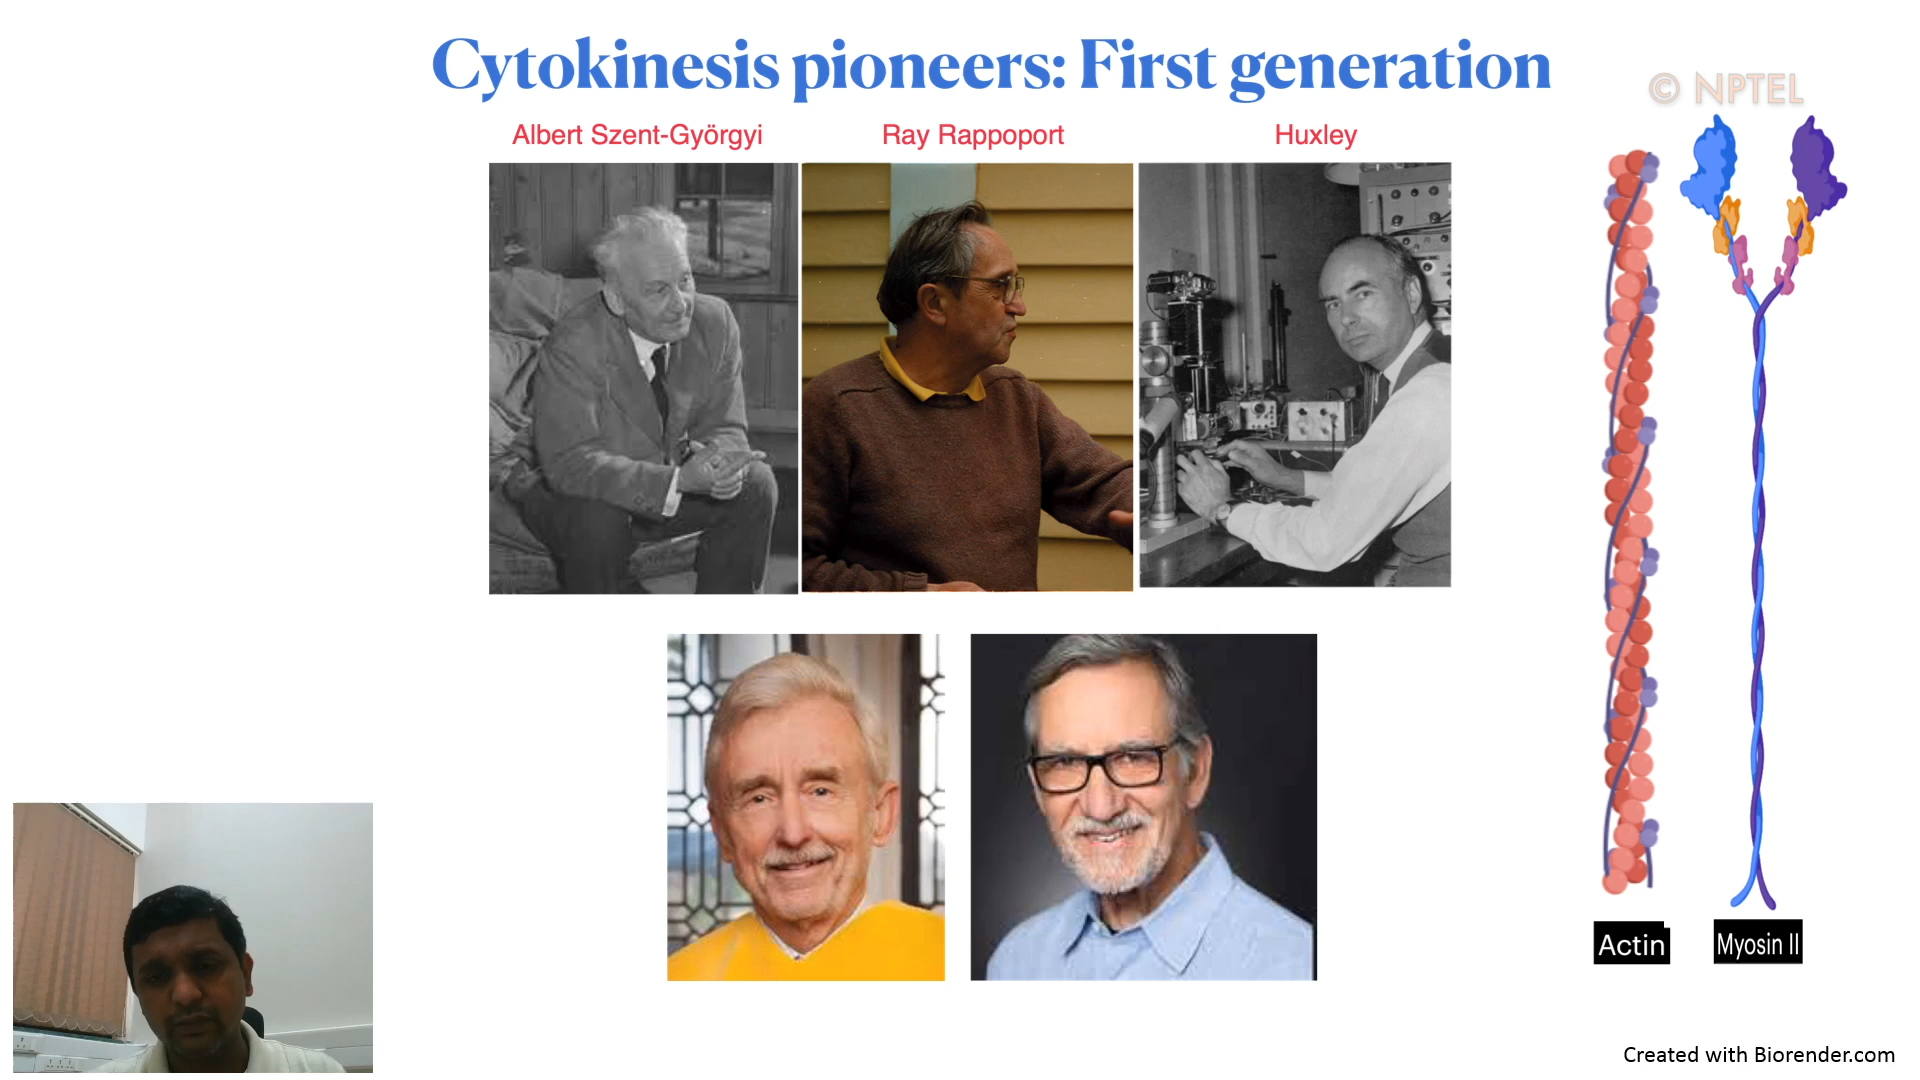 Cytokinesis pioneers: First generation
© NPTEL
Albert Szent-Györgyi
Ray Rappoport
Huxley
Actin
Myosin II
Created with Biorender.com